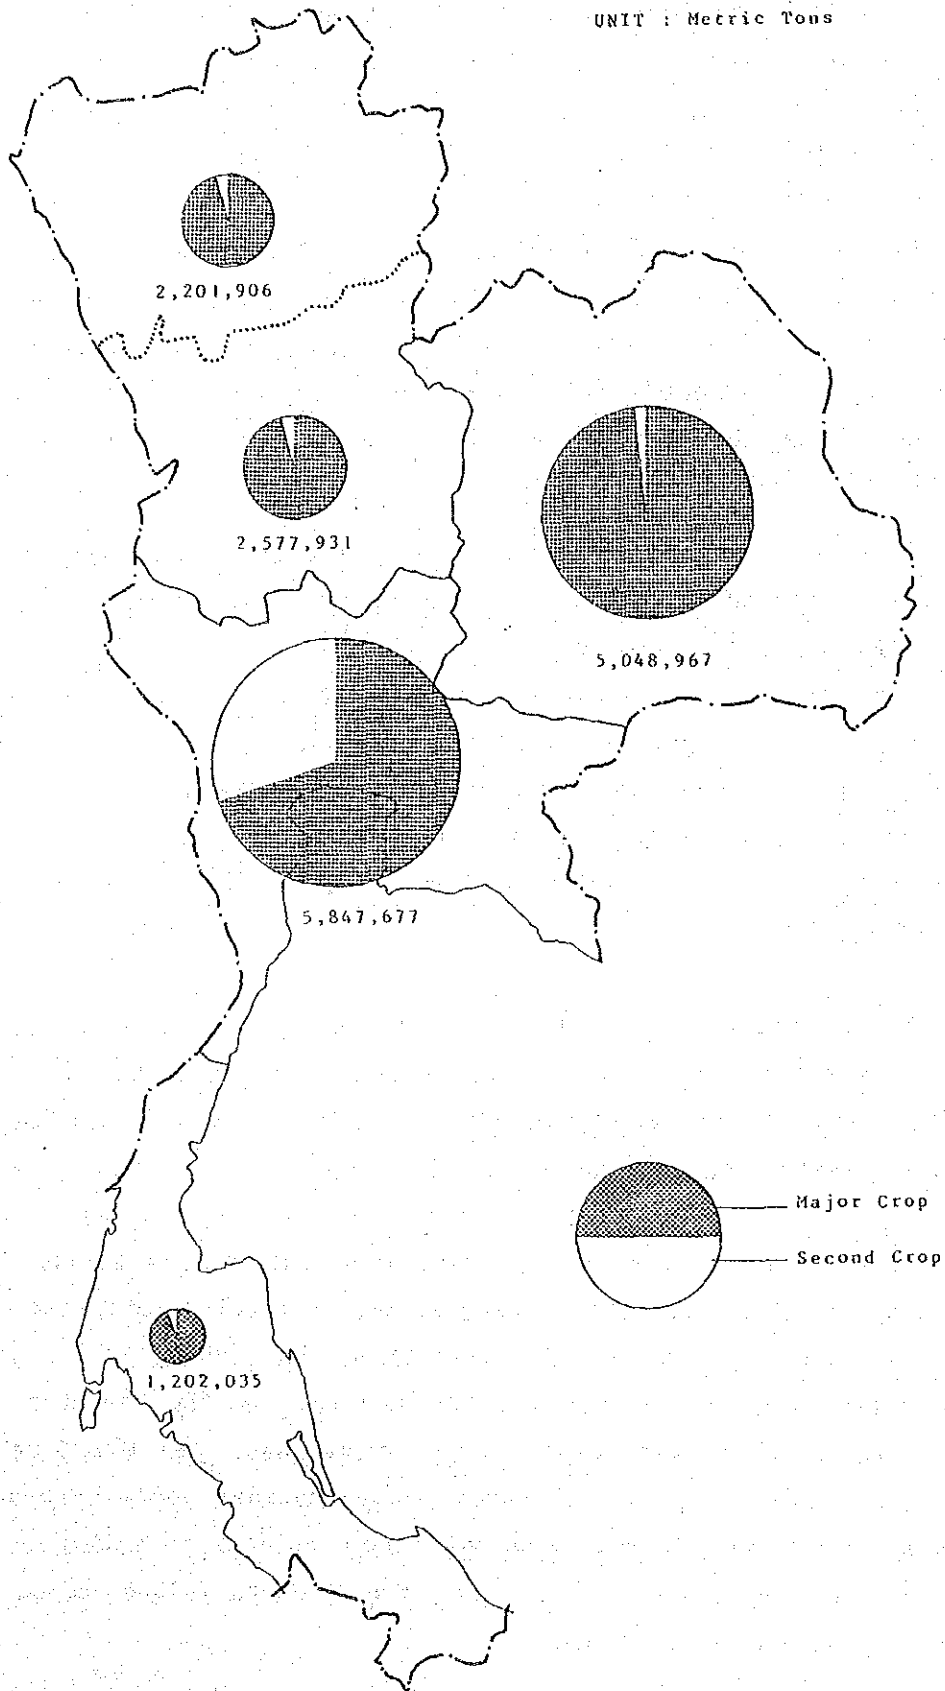 UNIT : Metric Tons
2,201,906
2,577,931
5,048,967
5,847,677
Major Crop
Second Crop
1,202,035